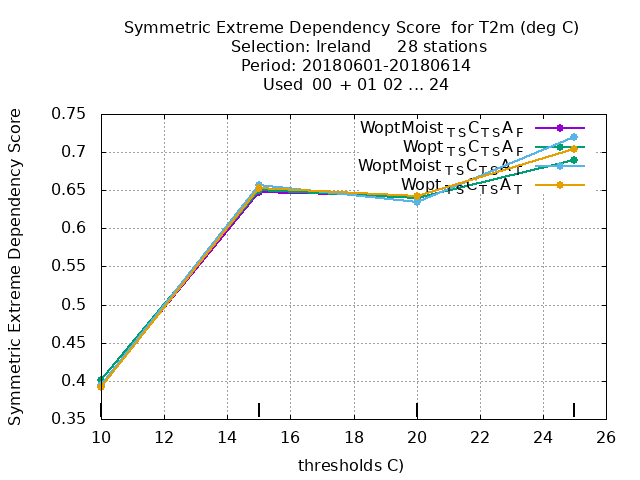 Symmetric Extreme Dependency Score for T2m (deg C)
Selection: Ireland 28 stations
Period: 20180601-20180614
Used 00 + 01 02 ... 24
Symmetric Extreme Dependency Score
0.75
0.7
0.65
0.6
0.55
0.5
0.45
0.4
0.35
WoptMoist TS C TS A F
Wopt TS C TS A F
WoptMoist TS C TS A
Wopt TS C TS A T
10 12 14 16 18 20 22 24 26
thresholds C)